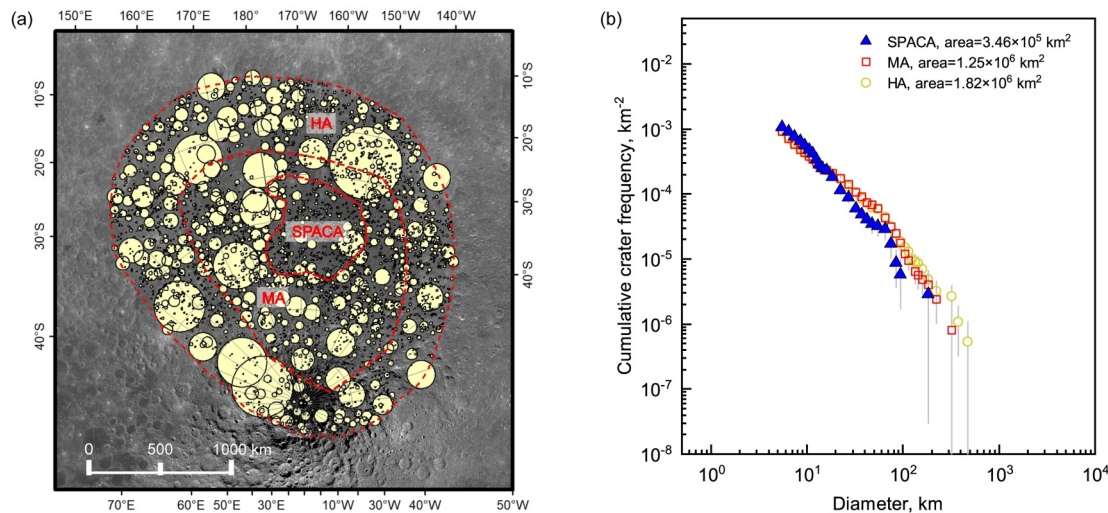 (a)
150°E 160°E 170°E 180° 170°W 160°W 150°W 140°W
10°S 10°S
20°S 20°S
30°S 30°S
40°S 40°S
HA
SPACA
MA
0 500 1000 km
70°E 60°E 50°E 30°E 10°W 20°W 30°W 40°W 50°W
(b)
SPACA, area=3.46×10⁵ km²
MA, area=1.25×10⁶ km²
HA, area=1.82×10⁶ km²
Cumulative crater frequency, km⁻²
10⁻²
10⁻³
10⁻⁴
10⁻⁵
10⁻⁶
10⁻⁷
10⁻⁸
10⁰ 10¹ 10² 10³ 10⁴
Diameter, km